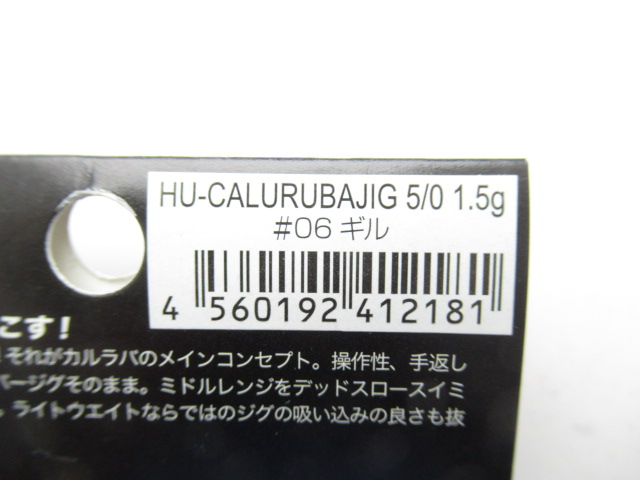 HU-CALURUBAJIG 5/0 1.5g
#06 ギル
4 560192 412181
こす!
それがカルラバのメインコンセプト。操作性、手返し
バージグそのまま。ミドルレンジをデッドスロースイミ
ライトウエイトならではのジグの吸い込みの良さも抜